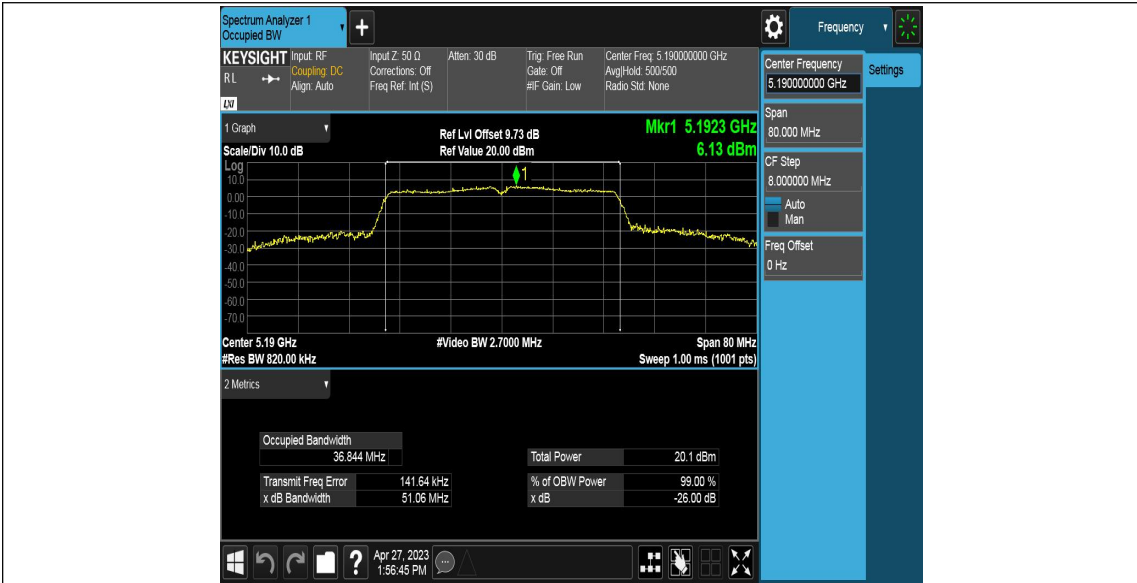 Spectrum Analyzer 1
Occupied BW
Frequency
KEYSIGHT
R L
LXI
Input: RF
Coupling: DC
Align: Auto
Input Z: 50 Ω
Corrections: Off
Freq Ref: Int (S)
Atten: 30 dB
Trig: Free Run
Gate: Off
#IF Gain: Low
Center Freq: 5.190000000 GHz
Avg|Hold: 500/500
Radio Std: None
Center Frequency
5.190000000 GHz
Settings
Span
80.000 MHz
CF Step
8.000000 MHz
Auto
Man
Freq Offset
0 Hz
1 Graph
Scale/Div 10.0 dB
Ref Lvl Offset 9.73 dB
Ref Value 20.00 dBm
Mkr1 5.1923 GHz
6.13 dBm
Log
10.0
0.00
-10.0
-20.0
-30.0
-40.0
-50.0
-60.0
-70.0
1
Center 5.19 GHz
#Video BW 2.7000 MHz
Span 80 MHz
#Res BW 820.00 kHz
Sweep 1.00 ms (1001 pts)
2 Metrics
Occupied Bandwidth
36.844 MHz
Total Power 20.1 dBm
Transmit Freq Error 141.64 kHz
% of OBW Power 99.00 %
x dB Bandwidth 51.06 MHz
x dB -26.00 dB
Apr 27, 2023
1:56:45 PM